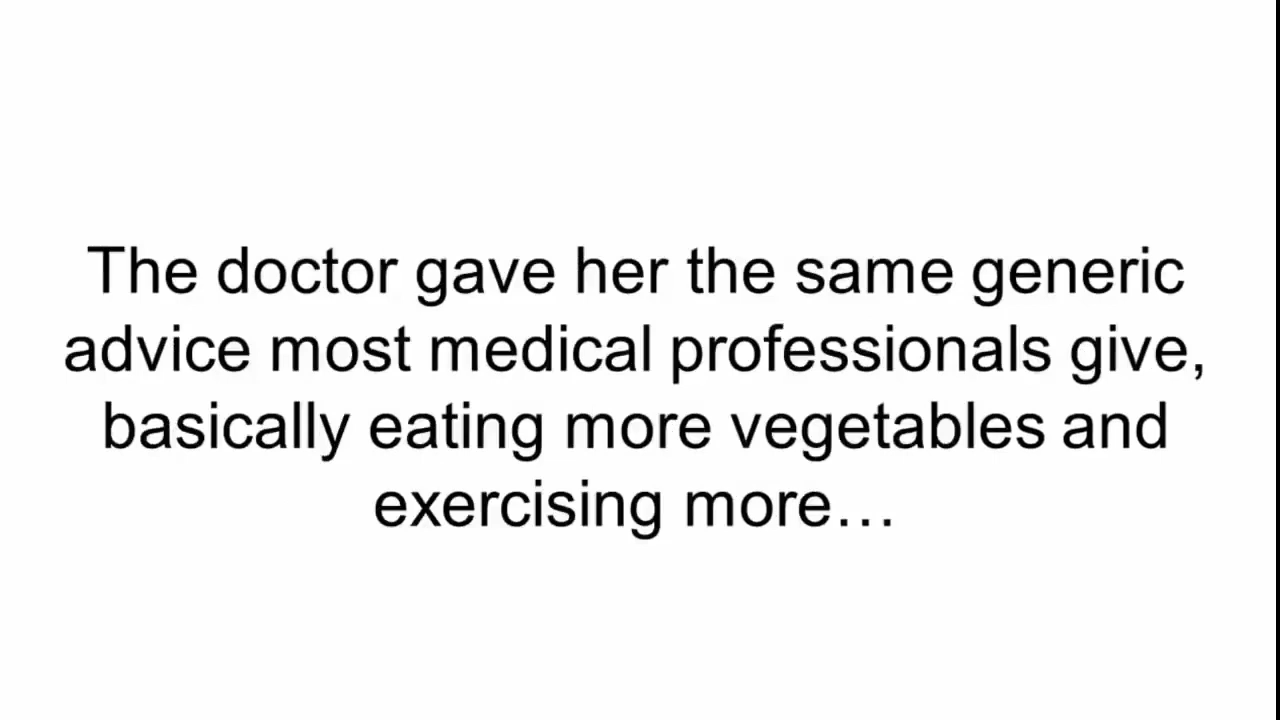 The doctor gave her the same generic
advice most medical professionals give,
basically eating more vegetables and
exercising more…